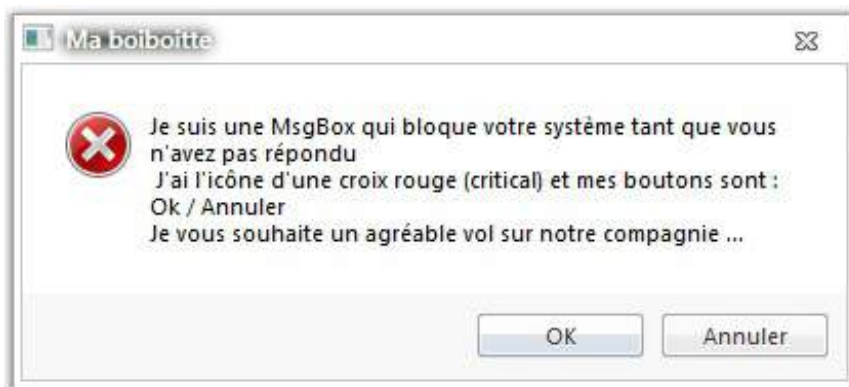 Ma boiboitte
Je suis une MsgBox qui bloque votre système tant que vous
n'avez pas répondu
J'ai l'icône d'une croix rouge (critical) et mes boutons sont :
Ok / Annuler
Je vous souhaite un agréable vol sur notre compagnie ...
OK Annuler